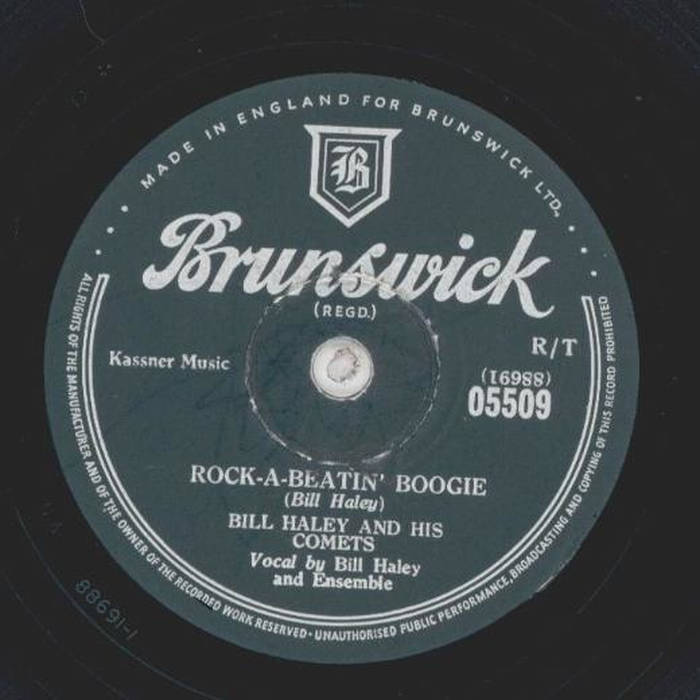 MADE IN ENGLAND FOR BRUNSWICK LTD.
B
Brunswick
(REGD.)
R/T
Kassner Music
(16988)
05509
ROCK-A-BEATIN' BOOGIE
(Bill Haley)
BILL HALEY AND HIS
COMETS
Vocal by Bill Haley
and Ensemble
ALL RIGHTS OF THE MANUFACTURER AND OF THE OWNER OF THE RECORDED WORK RESERVED · UNAUTHORISED PUBLIC PERFORMANCE, BROADCASTING AND COPYING OF THIS RECORD PROHIBITED
1-16988